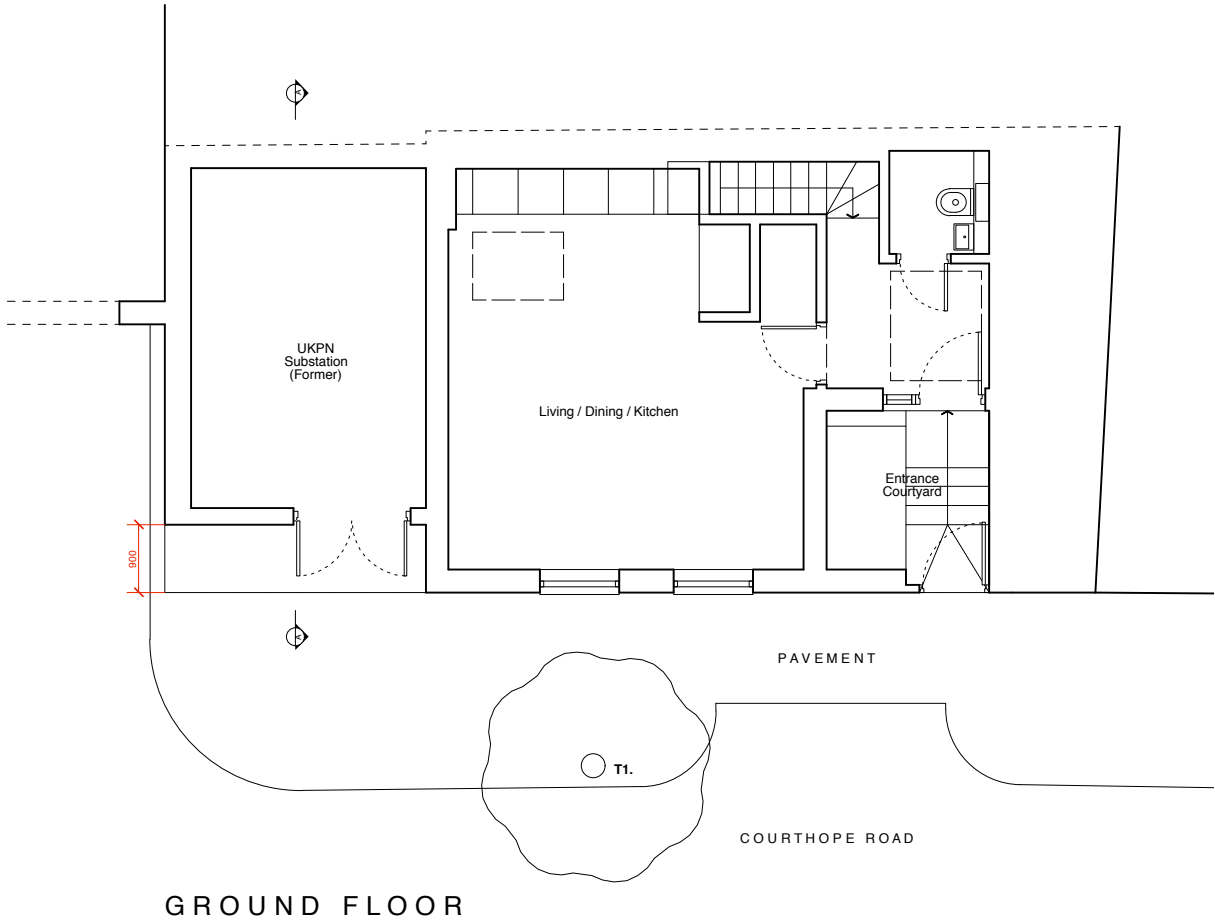 A
UKPN
Substation
(Former)
Living / Dining / Kitchen
Entrance
Courtyard
900
A
PAVEMENT
T1.
COURTHOPE ROAD
GROUND FLOOR